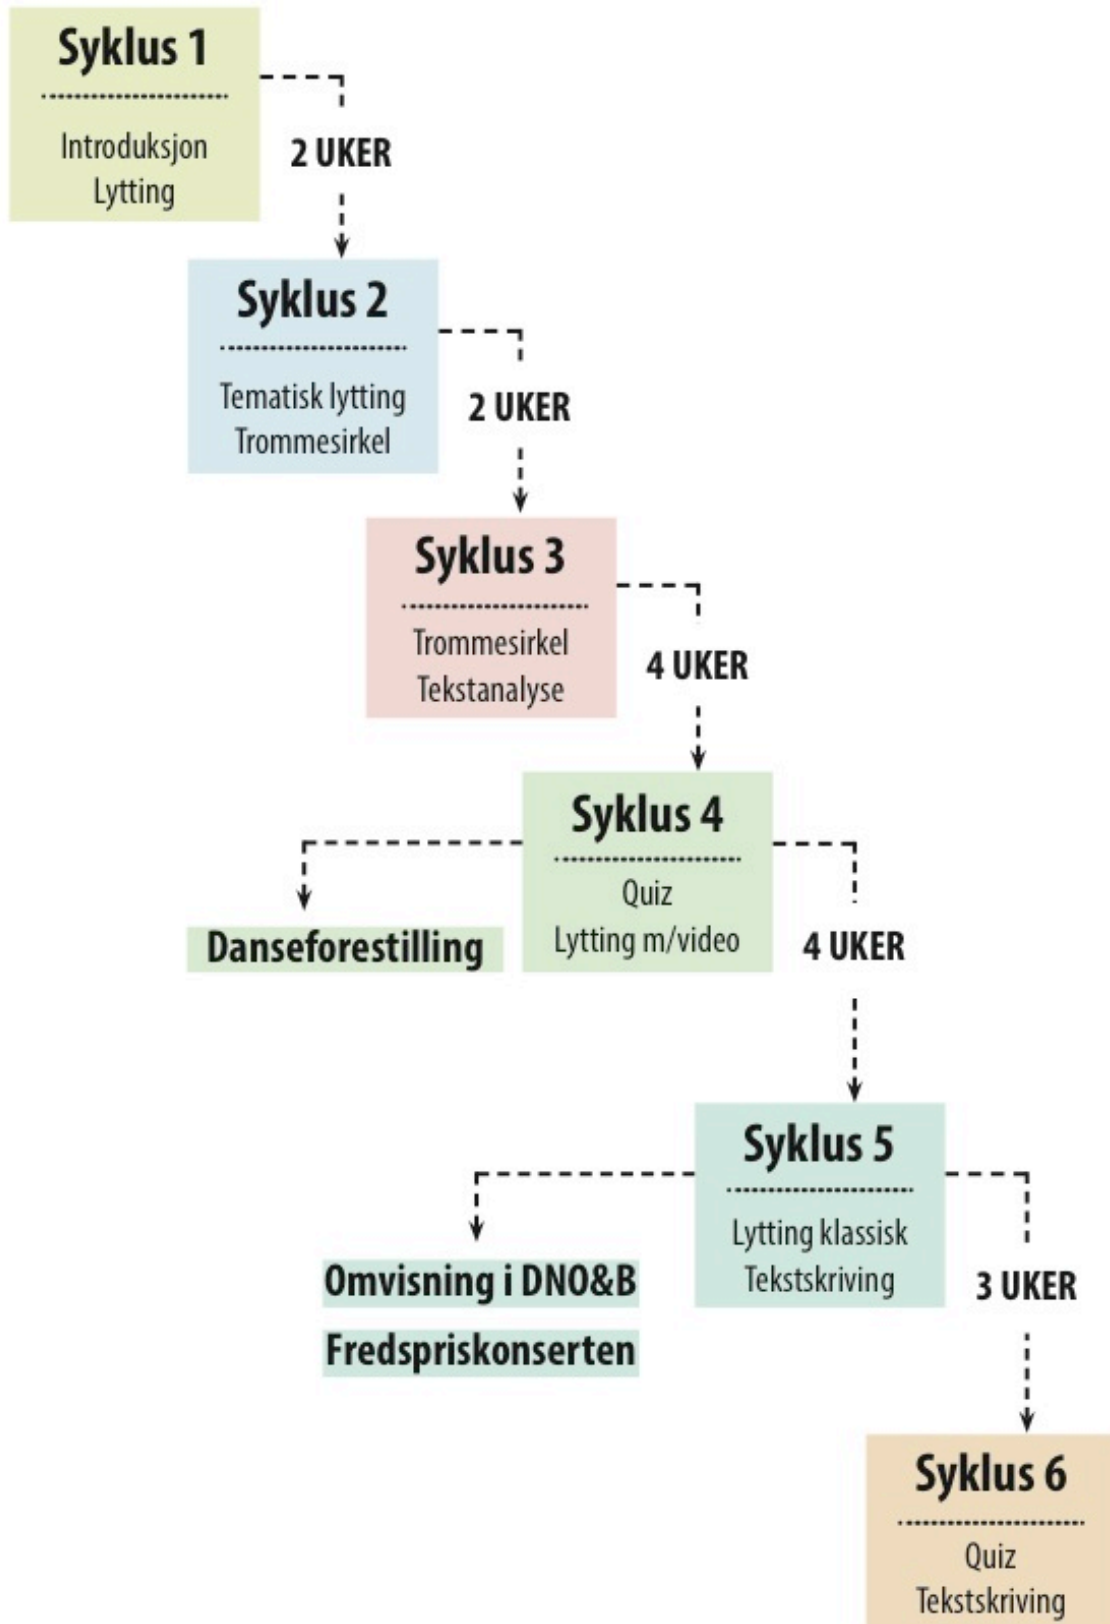 Syklus 1
Introduksjon
Lytting
2 UKER
Syklus 2
Tematisk lytting
Trommesirkel
2 UKER
Syklus 3
Trommesirkel
Tekstanalyse
4 UKER
Syklus 4
Quiz
Lytting m/video
Danseforestilling
4 UKER
Syklus 5
Lytting klassisk
Tekstskriving
Omvisning i DNO&B
Fredspriskonserten
3 UKER
Syklus 6
Quiz
Tekstskriving